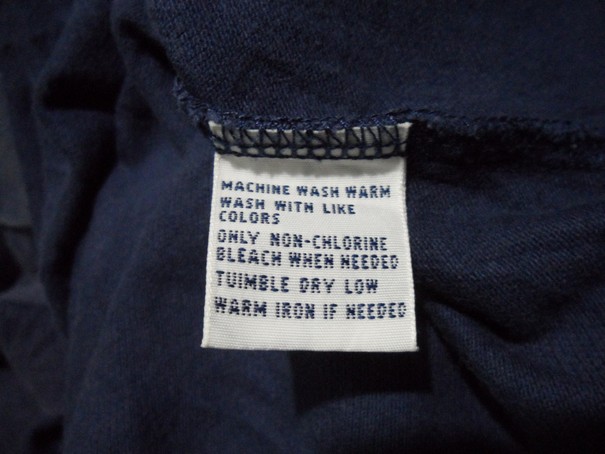 MACHINE WASH WARM
WASH WITH LIKE
COLORS
ONLY NON-CHLORINE
BLEACH WHEN NEEDED
TUIMBLE DRY LOW
WARM IRON IF NEEDED